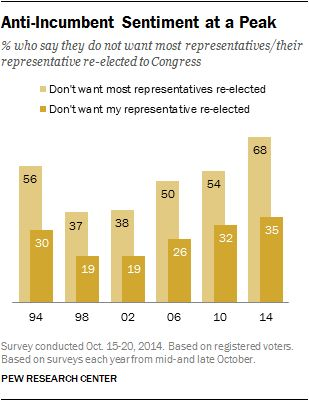 Anti-Incumbent Sentiment at a Peak
% who say they do not want most representatives/their
representative re-elected to Congress
Don't want most representatives re-elected
Don't want my representative re-elected
56
30
37
19
38
19
50
26
54
32
68
35
94 98 02 06 10 14
Survey conducted Oct. 15-20, 2014. Based on registered voters.
Based on surveys each year from mid-and late October.
PEW RESEARCH CENTER